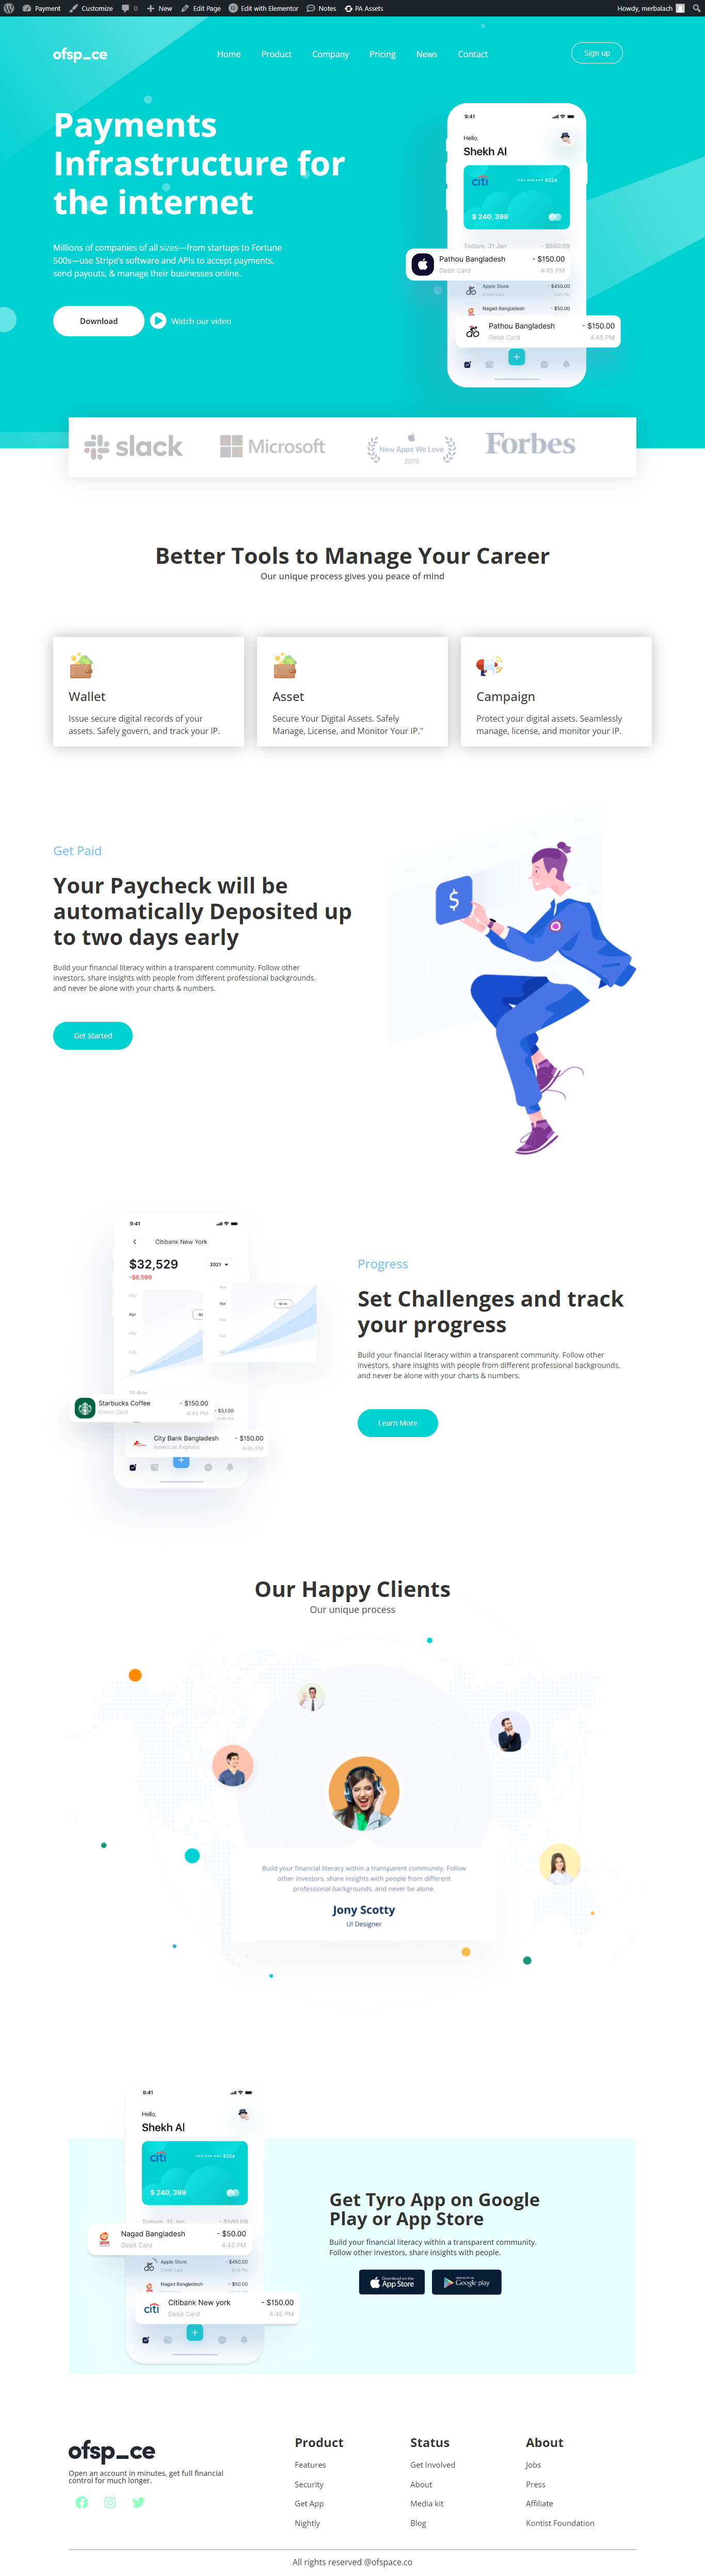 Payment Customize 0 New Edit Page Edit with Elementor Notes PA Assets Howdy, merbalach
ofsp_ce Home Product Company Pricing News Contact Sign up
Payments
Infrastructure for
the internet
Millions of companies of all sizes—from startups to Fortune
500s—use Stripe's software and APIs to accept payments,
send payouts, & manage their businesses online.
Download Watch our video
9:41
Hello,
Shekh Al
citi •••• •••• •••• 4324
$ 240, 399
Todays, 31 Jan - $560.09
Pathou Bangladesh - $150.00
Debit Card 4:45 PM
Apple Store - $450.00
Nagad Bangladesh - $50.00
Pathou Bangladesh - $150.00
Debit Card 4:45 PM
slack Microsoft New Apps We Love 2019 Forbes
Better Tools to Manage Your Career
Our unique process gives you peace of mind
Wallet
Issue secure digital records of your
assets. Safely govern, and track your IP.
Asset
Secure Your Digital Assets. Safely
Manage, License, and Monitor Your IP."
Campaign
Protect your digital assets. Seamlessly
manage, license, and monitor your IP.
Get Paid
Your Paycheck will be
automatically Deposited up
to two days early
Build your financial literacy within a transparent community. Follow other
investors, share insights with people from different professional backgrounds,
and never be alone with your charts & numbers.
Get Started
$
9:41
Citibank New York
$32,529 2021
-$6,599
Mar
Apr
Mar
Feb
Starbucks Coffee - $150.00
Credit Card 4:45 PM
City Bank Bangladesh - $150.00
American Express 4:45 PM
Progress
Set Challenges and track
your progress
Build your financial literacy within a transparent community. Follow other
investors, share insights with people from different professional backgrounds,
and never be alone with your charts & numbers.
Learn More
Our Happy Clients
Our unique process
Build your financial literacy within a transparent community. Follow
other investors, share insights with people from different
professional backgrounds, and never be alone.
Jony Scotty
UI Designer
9:41
Hello,
Shekh Al
citi •••• •••• •••• 4324
$ 240, 399
Todays, 31 Jan - $560.09
Nagad Bangladesh - $50.00
Debit Card 4:45 PM
Apple Store - $450.00
Nagad Bangladesh - $50.00
citi Citibank New york - $150.00
Debit Card 4:45 PM
Get Tyro App on Google
Play or App Store
Build your financial literacy within a transparent community.
Follow other investors, share insights with people.
Download on the
App Store
Google play
ofsp_ce
Open an account in minutes, get full financial
control for much longer.
Product
Features
Security
Get App
Nightly
Status
Get Involved
About
Media kit
Blog
About
Jobs
Press
Affiliate
Kontist Foundation
All rights reserved @ofspace.co